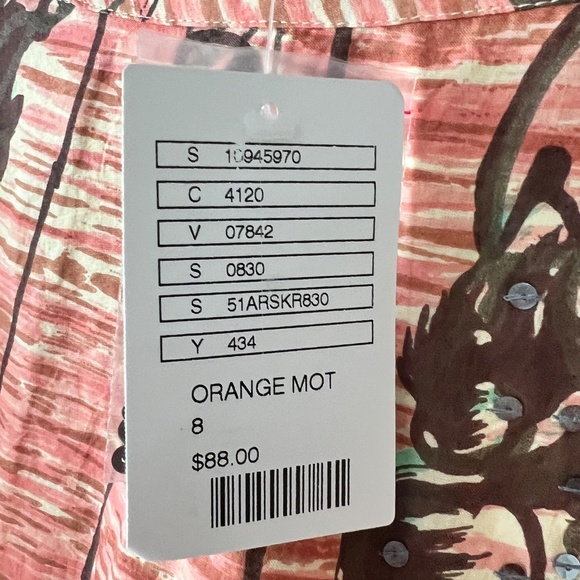 S 10945970
C 4120
V 07842
S 0830
S 51ARSKR830
Y 434
ORANGE MOT
8
$88.00